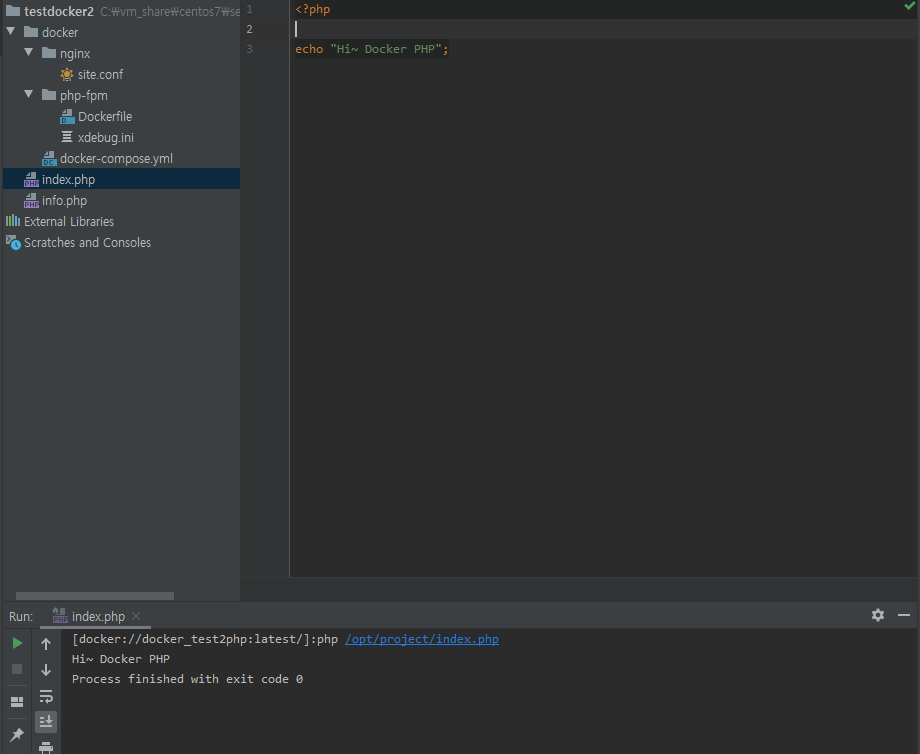 testdocker2 C:₩vm_share₩centos7₩se
docker
nginx
site.conf
php-fpm
Dockerfile
xdebug.ini
docker-compose.yml
index.php
info.php
External Libraries
Scratches and Consoles
1 <?php
2
3 echo "Hi~ Docker PHP";
Run: index.php
[docker://docker_test2php:latest/]:php /opt/project/index.php
Hi~ Docker PHP
Process finished with exit code 0